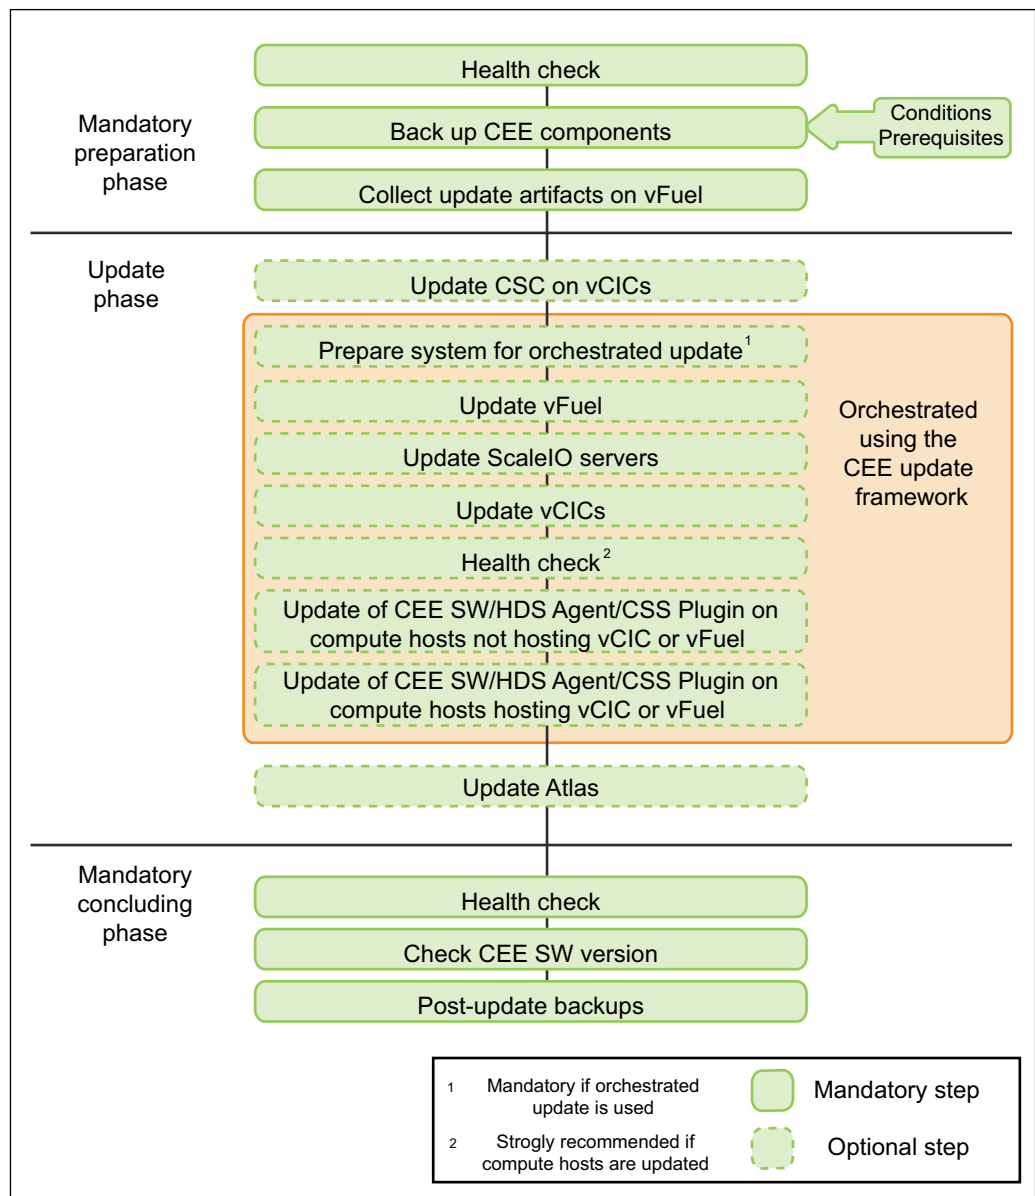 Mandatory
preparation
phase
Health check
Back up CEE components
Conditions
Prerequisites
Collect update artifacts on vFuel
Update
phase
Update CSC on vCICs
Prepare system for orchestrated update 1
Update vFuel
Update ScaleIO servers
Update vCICs
Health check 2
Update of CEE SW/HDS Agent/CSS Plugin on
compute hosts not hosting vCIC or vFuel
Update of CEE SW/HDS Agent/CSS Plugin on
compute hosts hosting vCIC or vFuel
Orchestrated
using the
CEE update
framework
Update Atlas
Mandatory
concluding
phase
Health check
Check CEE SW version
Post-update backups
1 Mandatory if orchestrated
update is used
Mandatory step
2 Strogly recommended if
compute hosts are updated
Optional step